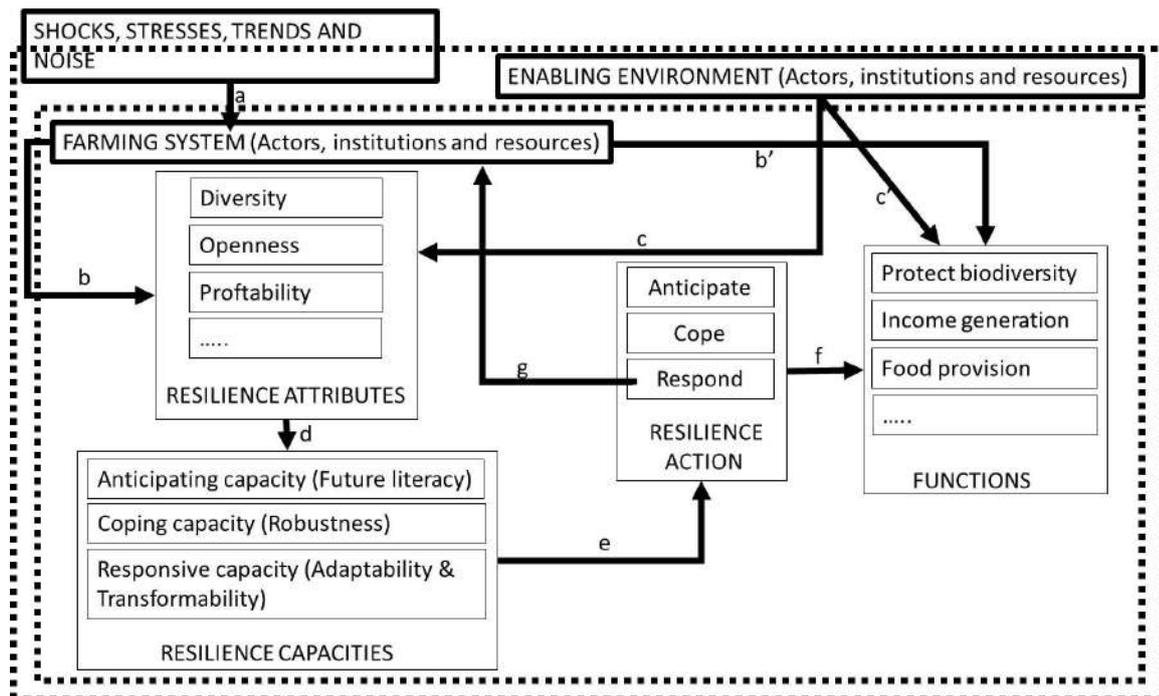 SHOCKS, STRESSES, TRENDS AND
NOISE
ENABLING ENVIRONMENT (Actors, institutions and resources)
a
FARMING SYSTEM (Actors, institutions and resources)
b’
c’
Diversity
Openness
Proftability
.....
RESILIENCE ATTRIBUTES
b
c
Anticipate
Cope
Respond
RESILIENCE
ACTION
g
f
Protect biodiversity
Income generation
Food provision
.....
FUNCTIONS
d
Anticipating capacity (Future literacy)
Coping capacity (Robustness)
Responsive capacity (Adaptability &
Transformability)
RESILIENCE CAPACITIES
e